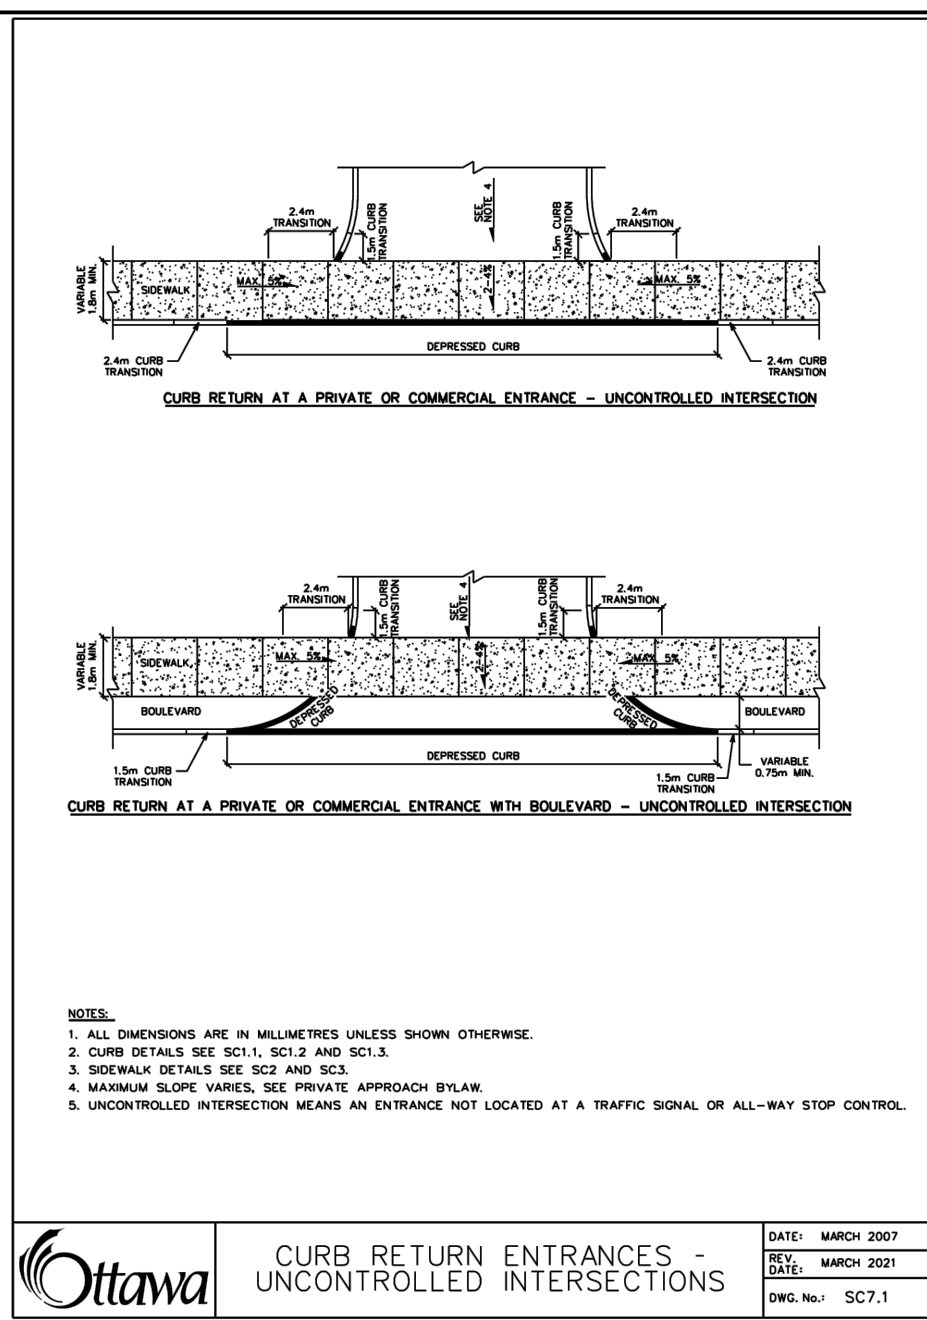 2.4m
TRANSITION
1.5m CURB
TRANSITION
SEE
NOTE 4
1.5m CURB
TRANSITION
2.4m
TRANSITION
VARIABLE
1.8m MIN.
SIDEWALK
MAX. 5%
2-4%
MAX. 5%
DEPRESSED CURB
2.4m CURB
TRANSITION
2.4m CURB
TRANSITION
CURB RETURN AT A PRIVATE OR COMMERCIAL ENTRANCE - UNCONTROLLED INTERSECTION
2.4m
TRANSITION
1.5m CURB
TRANSITION
SEE
NOTE 4
1.5m CURB
TRANSITION
2.4m
TRANSITION
VARIABLE
1.8m MIN.
SIDEWALK
MAX. 5%
2-4%
MAX. 5%
BOULEVARD
DEPRESSED
CURB
DEPRESSED
CURB
BOULEVARD
DEPRESSED CURB
1.5m CURB
TRANSITION
1.5m CURB
TRANSITION
VARIABLE
0.75m MIN.
CURB RETURN AT A PRIVATE OR COMMERCIAL ENTRANCE WITH BOULEVARD - UNCONTROLLED INTERSECTION
NOTES:
1. ALL DIMENSIONS ARE IN MILLIMETRES UNLESS SHOWN OTHERWISE.
2. CURB DETAILS SEE SC1.1, SC1.2 AND SC1.3.
3. SIDEWALK DETAILS SEE SC2 AND SC3.
4. MAXIMUM SLOPE VARIES, SEE PRIVATE APPROACH BYLAW.
5. UNCONTROLLED INTERSECTION MEANS AN ENTRANCE NOT LOCATED AT A TRAFFIC SIGNAL OR ALL-WAY STOP CONTROL.
Ottawa
CURB RETURN ENTRANCES -
UNCONTROLLED INTERSECTIONS
DATE: MARCH 2007
REV.
DATE: MARCH 2021
DWG. No.: SC7.1